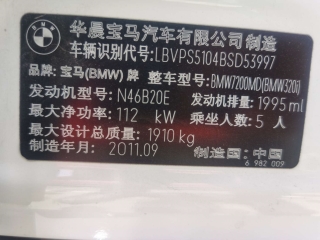 华晨宝马汽车有限公司制造
车辆识别代号: LBVPS5104BSD53997
品牌: 宝马(BMW) 牌 整车型号: BMW7200MD(BMW320i)
发动机型号: N46B20E 发动机排量: 1995 ml
最大净功率: 112 kW 乘坐人数: 5 人
最大设计总质量: 1910 kg
制造年月: 2011.09 制造国: 中国
6 982 009